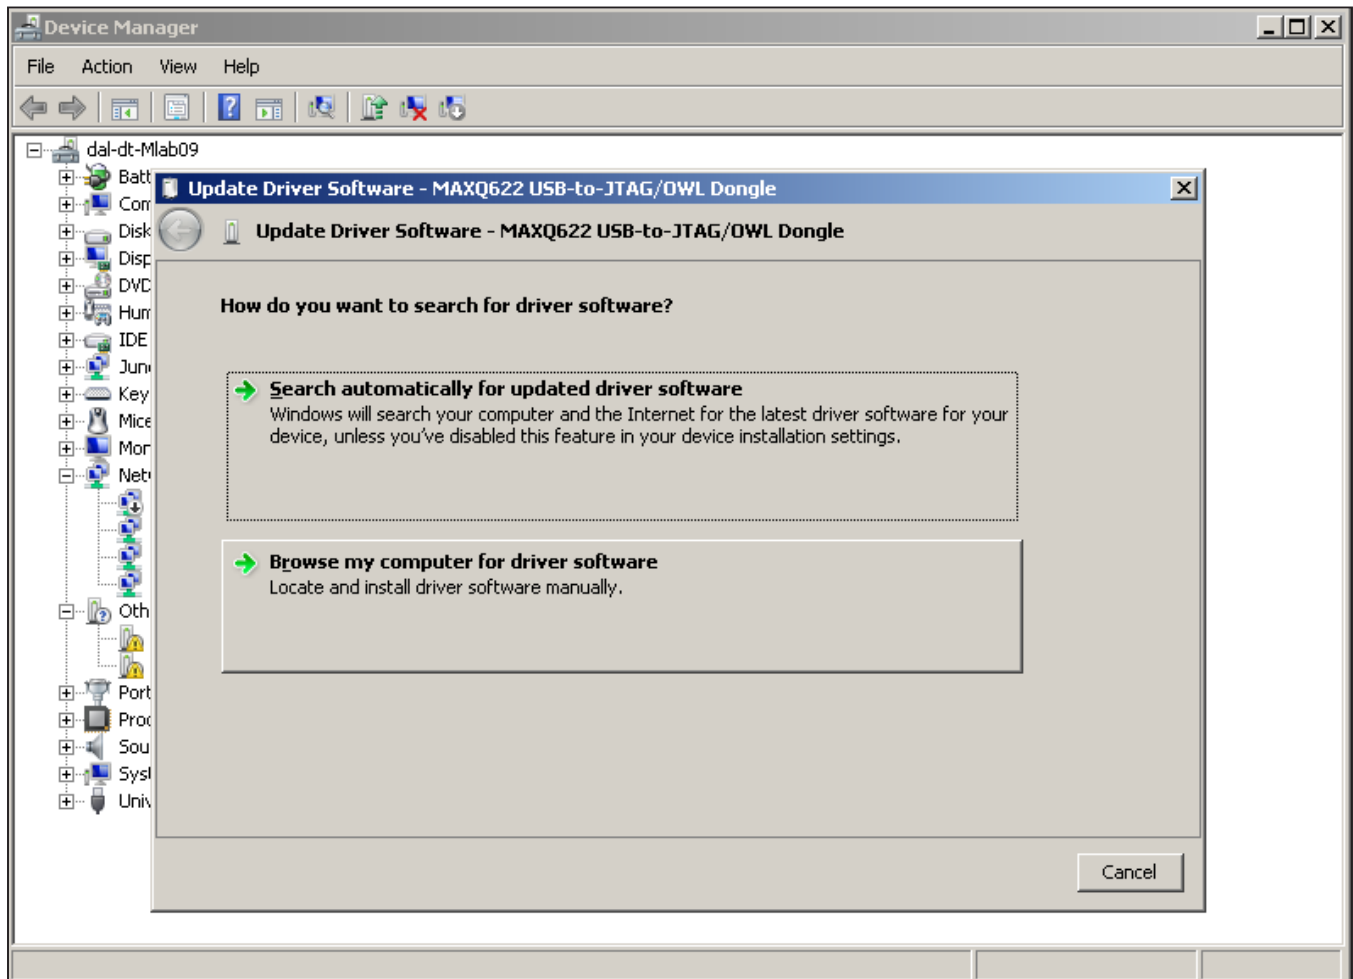 Device Manager
File Action View Help
dal-dt-Mlab09
Batt
Com
Disk
Disp
DVD
Hum
IDE
Key
Mice
Mon
Netw
Oth
Port
Proc
Sou
Syst
Univ
Update Driver Software - MAXQ622 USB-to-JTAG/OWL Dongle
Update Driver Software - MAXQ622 USB-to-JTAG/OWL Dongle
How do you want to search for driver software?
Search automatically for updated driver software
Windows will search your computer and the Internet for the latest driver software for your
device, unless you've disabled this feature in your device installation settings.
Browse my computer for driver software
Locate and install driver software manually.
Cancel